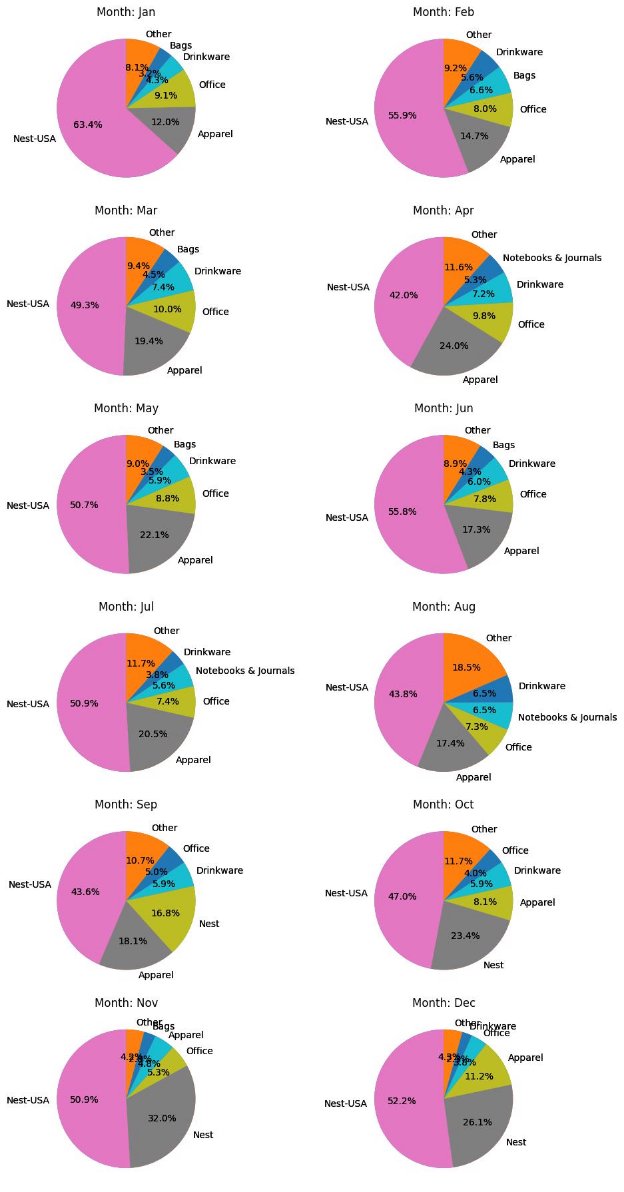 Month: Jan
Other
Bags
Drinkware
Office
Apparel
Nest-USA
8.1%
3.2%
4.3%
9.1%
12.0%
63.4%
Month: Feb
Other
Drinkware
Bags
Office
Apparel
Nest-USA
9.2%
5.6%
6.6%
8.0%
14.7%
55.9%
Month: Mar
Other
Bags
Drinkware
Office
Apparel
Nest-USA
9.4%
4.5%
7.4%
10.0%
19.4%
49.3%
Month: Apr
Other
Notebooks & Journals
Drinkware
Office
Apparel
Nest-USA
11.6%
5.3%
7.2%
9.8%
24.0%
42.0%
Month: May
Other
Bags
Drinkware
Office
Apparel
Nest-USA
9.0%
3.5%
5.9%
8.8%
22.1%
50.7%
Month: Jun
Other
Bags
Drinkware
Office
Apparel
Nest-USA
8.9%
4.3%
6.0%
7.8%
17.3%
55.8%
Month: Jul
Other
Drinkware
Notebooks & Journals
Office
Apparel
Nest-USA
11.7%
3.8%
5.6%
7.4%
20.5%
50.9%
Month: Aug
Other
Drinkware
Notebooks & Journals
Office
Apparel
Nest-USA
18.5%
6.5%
6.5%
7.3%
17.4%
43.8%
Month: Sep
Other
Office
Drinkware
Nest
Apparel
Nest-USA
10.7%
5.0%
5.9%
16.8%
18.1%
43.6%
Month: Oct
Other
Office
Drinkware
Apparel
Nest
Nest-USA
11.7%
4.0%
5.9%
8.1%
23.4%
47.0%
Month: Nov
Other
Bags
Apparel
Office
Nest
Nest-USA
4.8%
5.3%
32.0%
50.9%
Month: Dec
Other
Drinkware
Office
Apparel
Nest
Nest-USA
4.3%
3.8%
11.2%
26.1%
52.2%